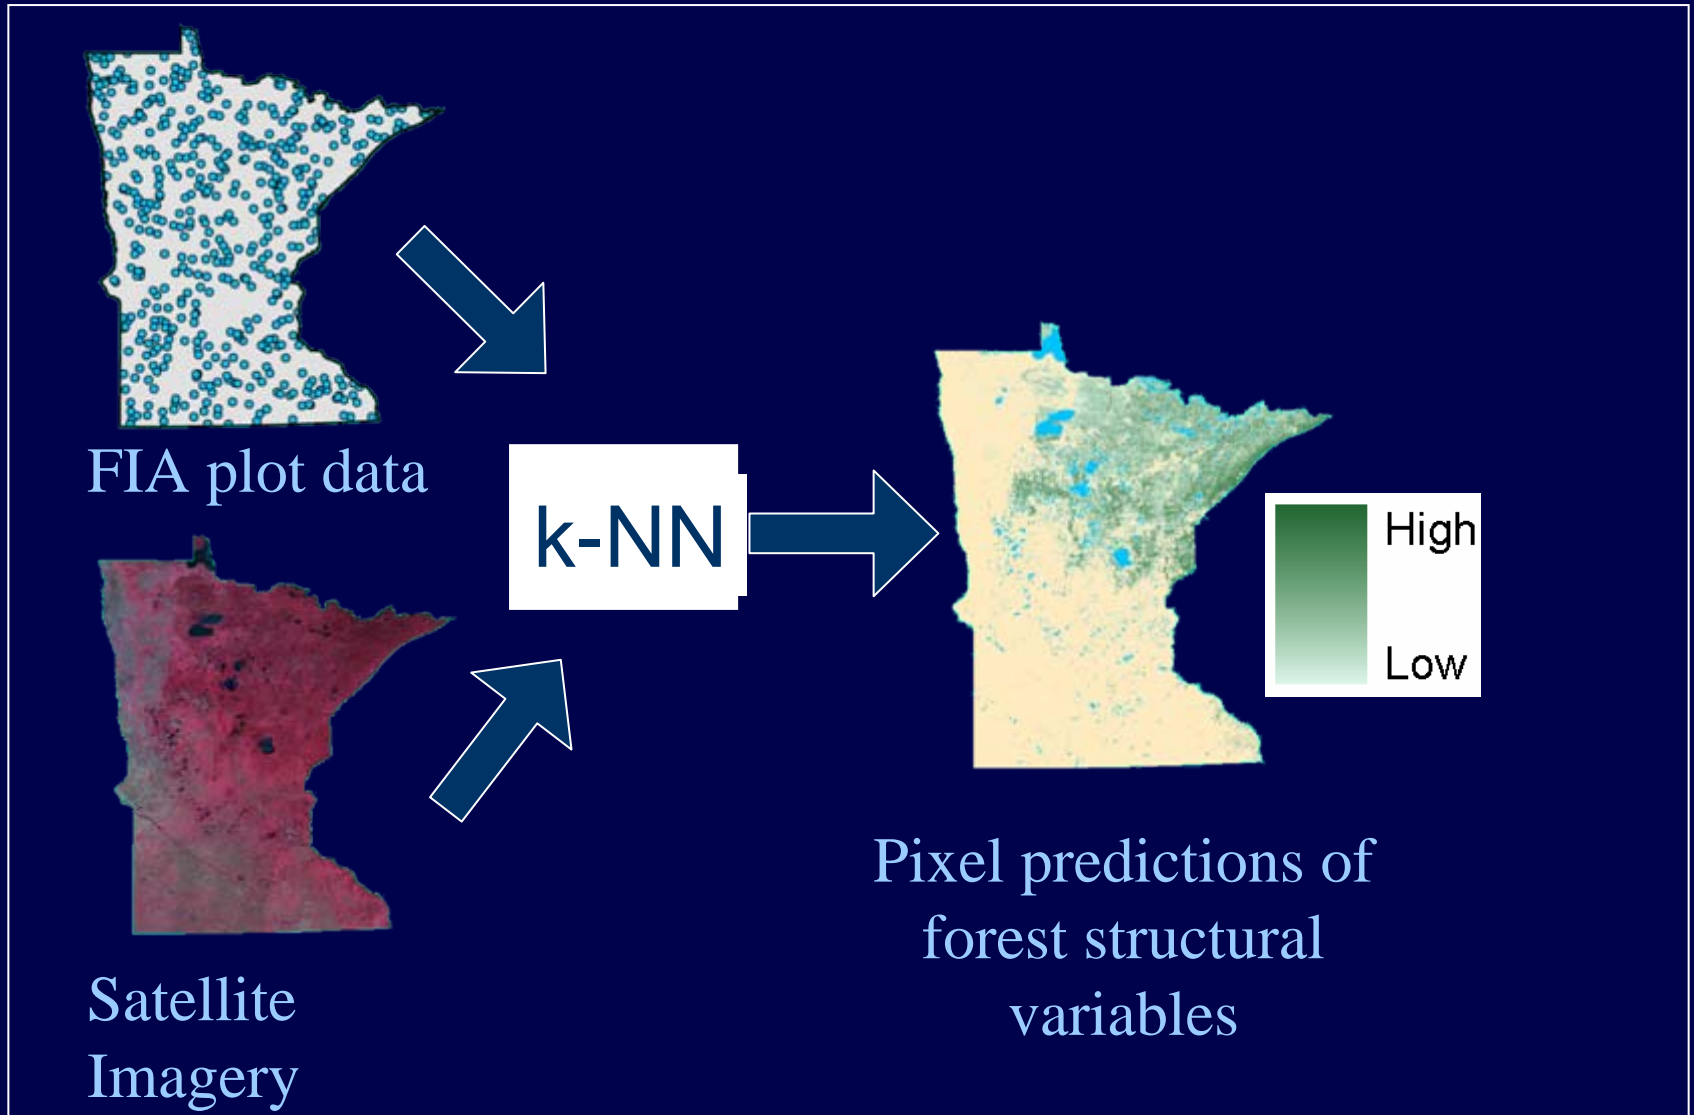 FIA plot data
k-NN
High
Low
Satellite
Imagery
Pixel predictions of
forest structural
variables